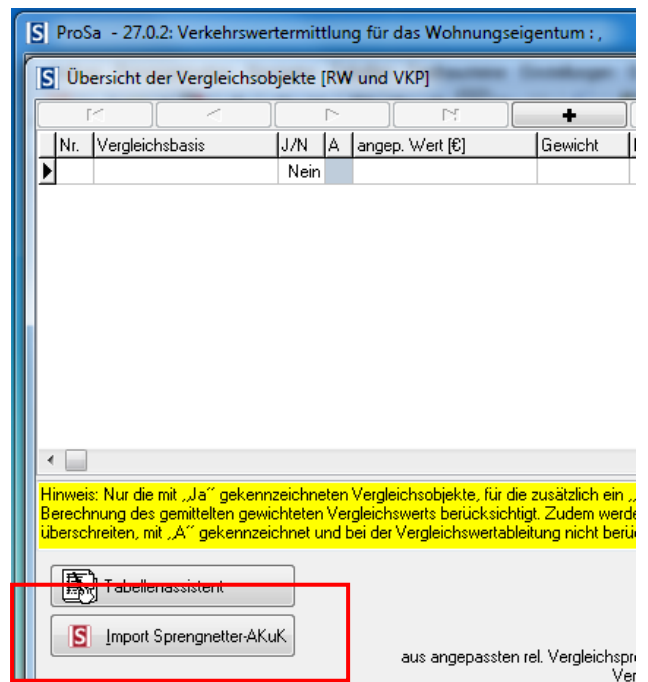 S ProSa - 27.0.2: Verkehrswertermittlung für das Wohnungseigentum : ,
S Übersicht der Vergleichsobjekte [RW und VKP]
Nr. Vergleichsbasis J/N A angep. Wert [€] Gewicht
Nein
Hinweis: Nur die mit „Ja´´ gekennzeichneten Vergleichsobjekte, für die zusätzlich ein „
Berechnung des gemittelten gewichteten Vergleichswerts berücksichtigt. Zudem werde
überschreiten, mit „A´´ gekennzeichnet und bei der Vergleichswertableitung nicht berü
Tabellenassistent
S Import Sprengnetter-AKuK
aus angepassten rel. Vergleichspr
Ver